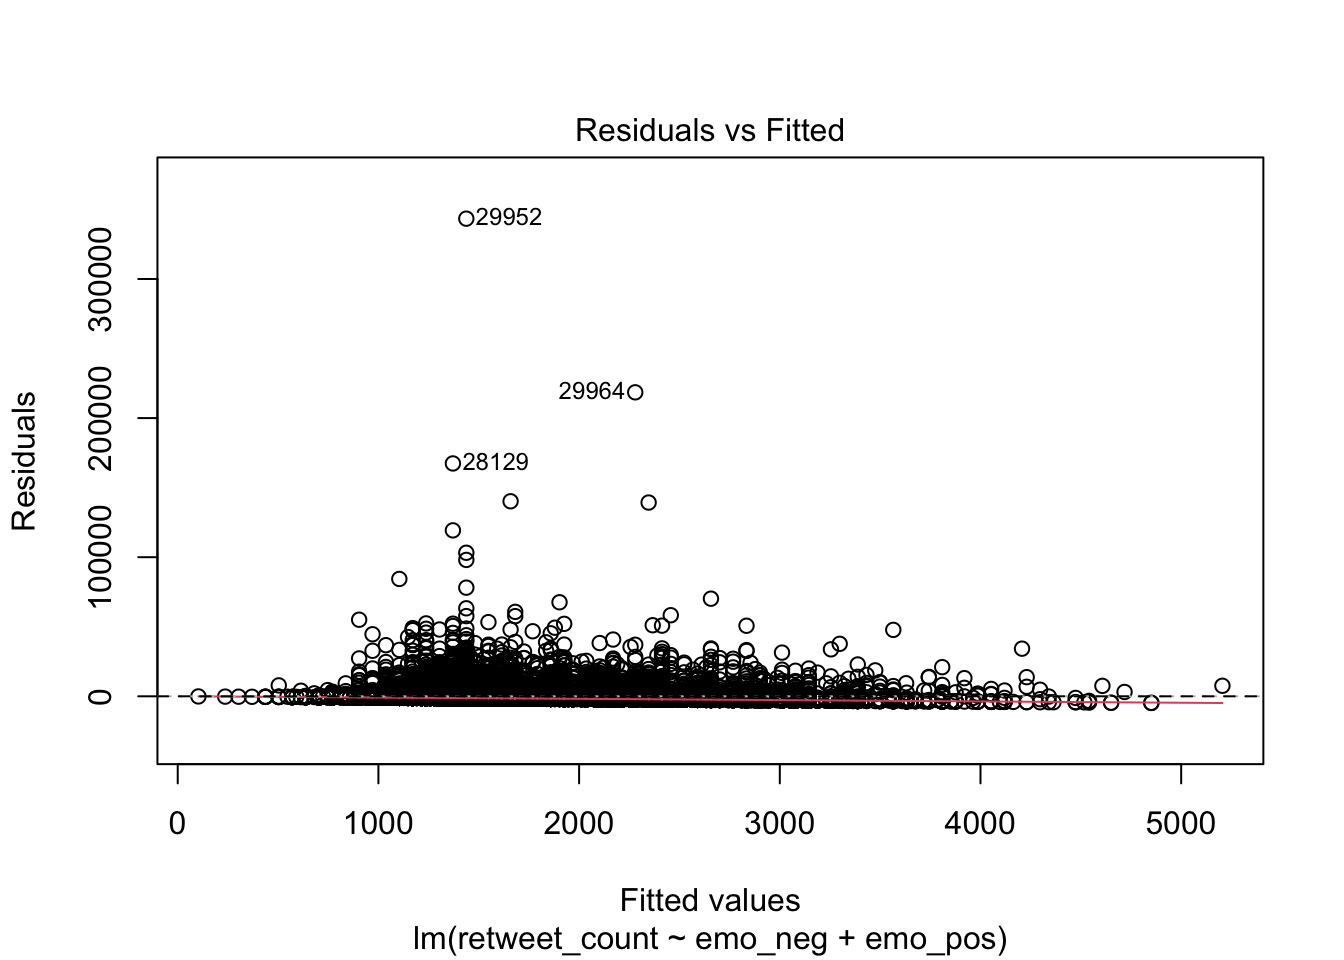 Residuals vs Fitted
29952
29964
28129
Residuals
0 100000 200000 300000
0 1000 2000 3000 4000 5000
Fitted values
lm(retweet_count ~ emo_neg + emo_pos)